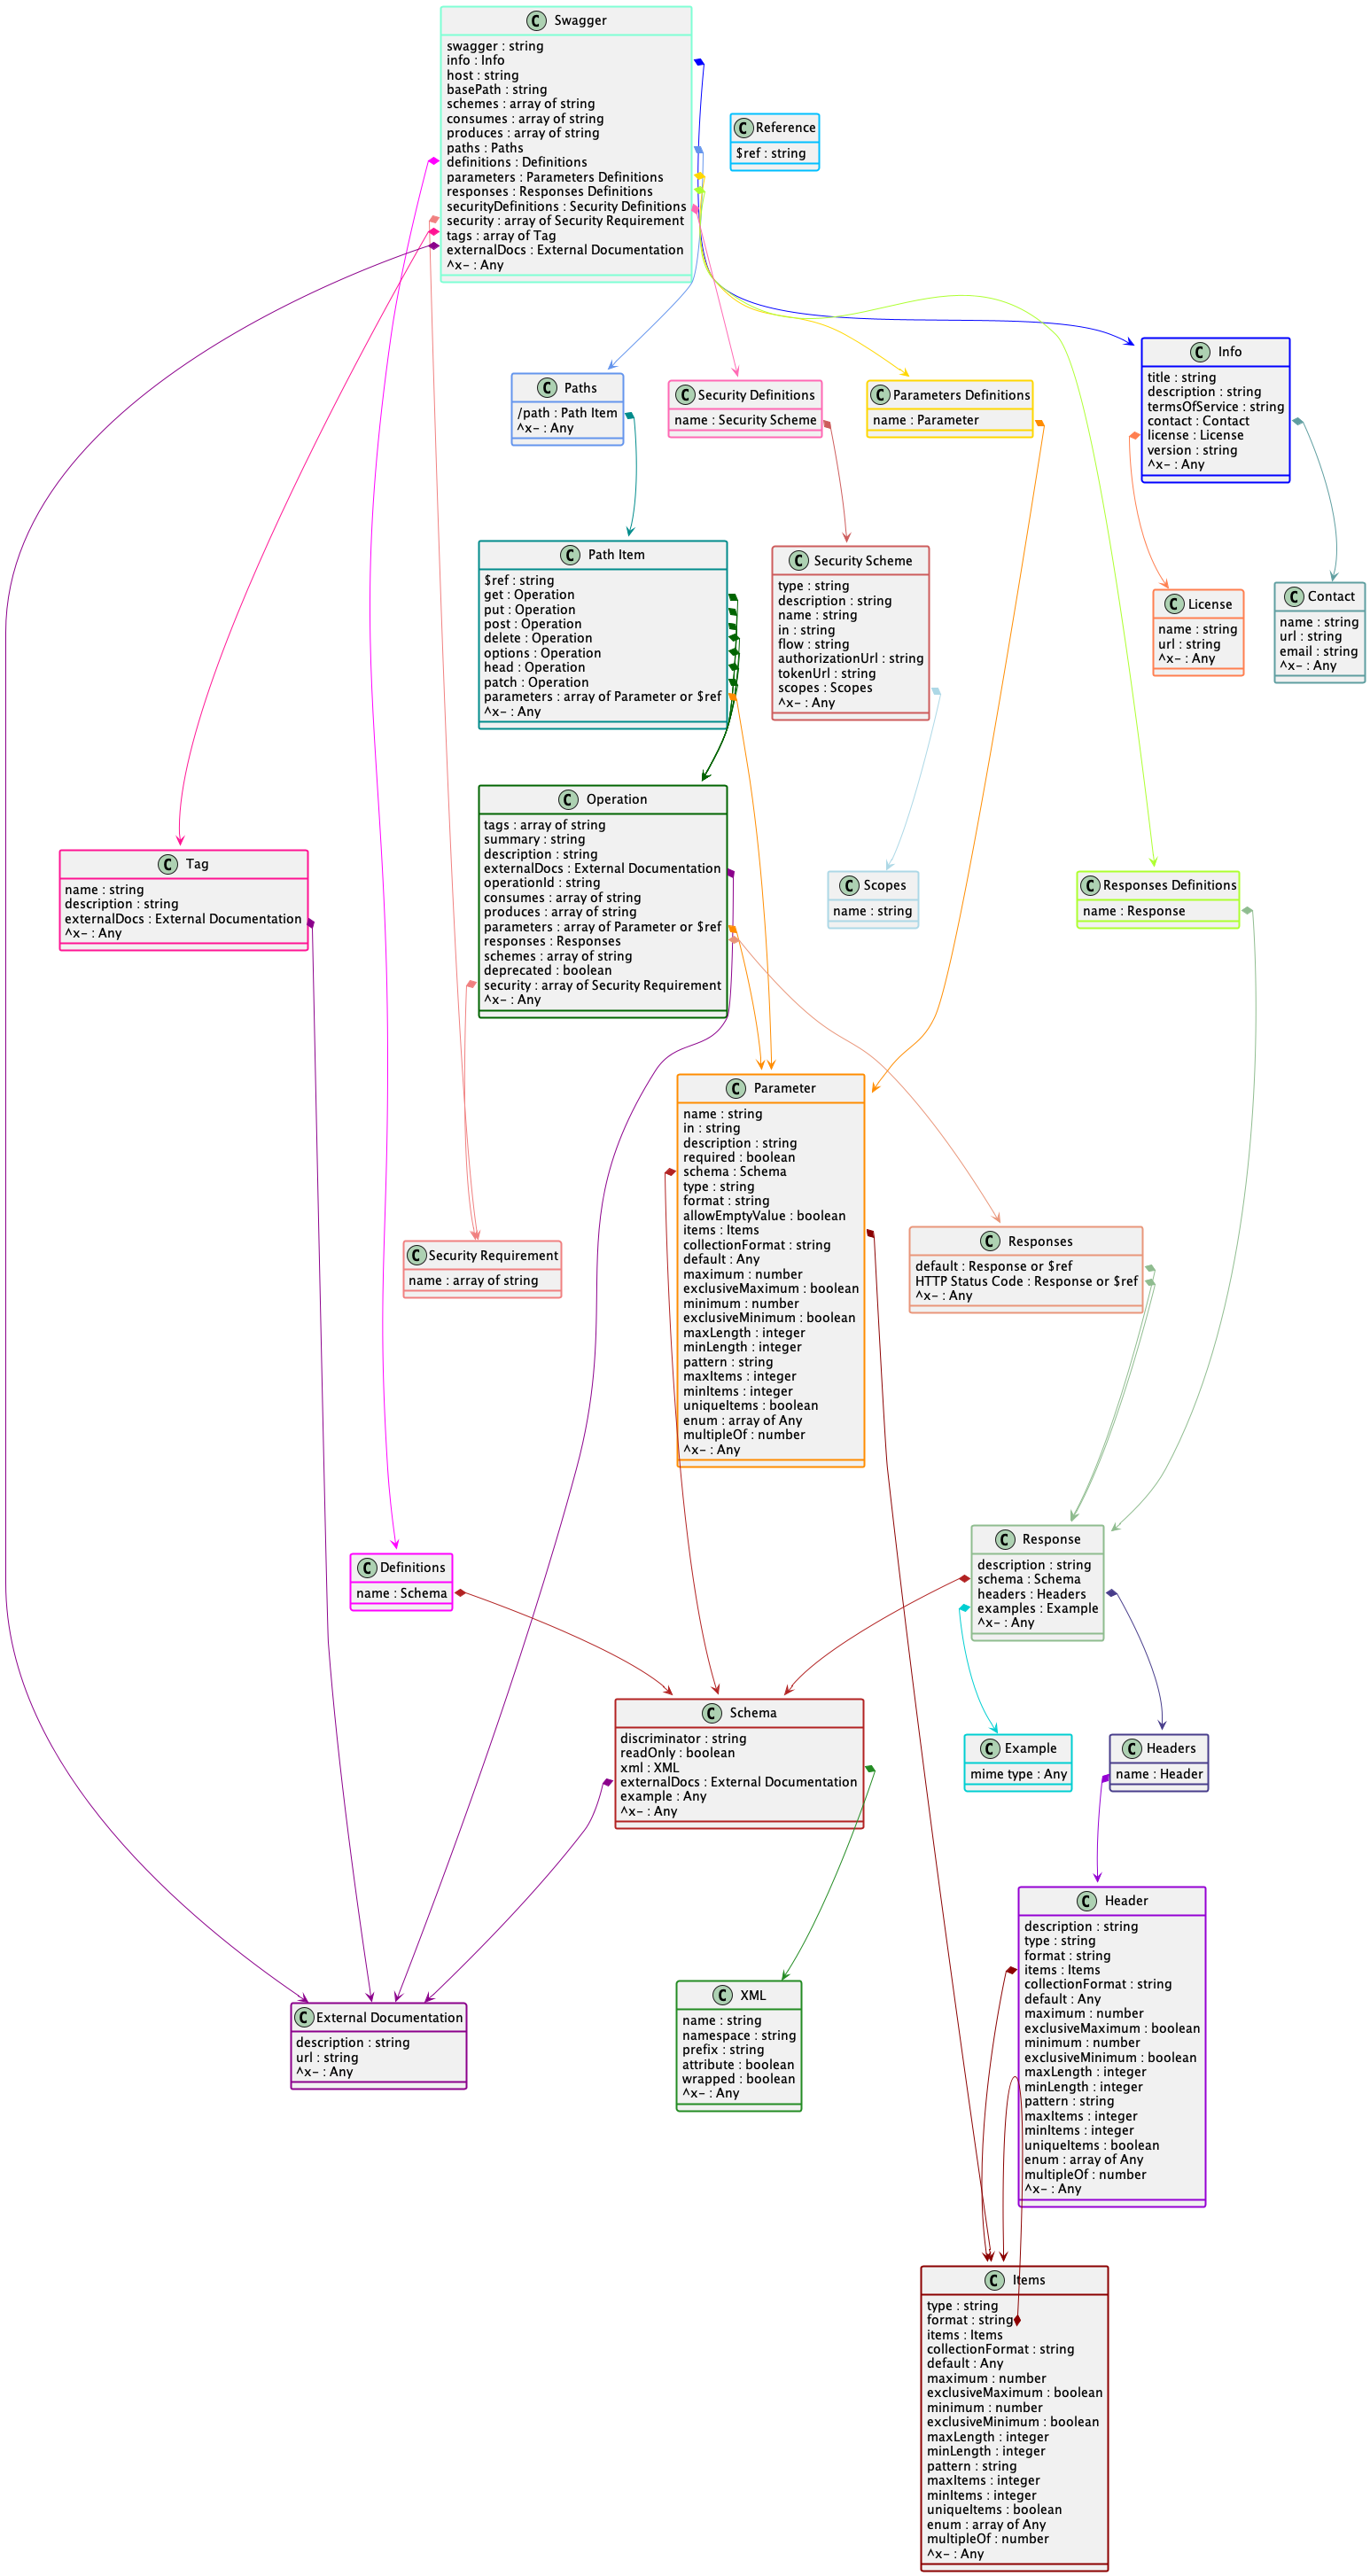 C Swagger
swagger : string
info : Info
host : string
basePath : string
schemes : array of string
consumes : array of string
produces : array of string
paths : Paths
definitions : Definitions
parameters : Parameters Definitions
responses : Responses Definitions
securityDefinitions : Security Definitions
security : array of Security Requirement
tags : array of Tag
externalDocs : External Documentation
^x- : Any
C Reference
$ref : string
C Info
title : string
description : string
termsOfService : string
contact : Contact
license : License
version : string
^x- : Any
C Paths
/path : Path Item
^x- : Any
C Security Definitions
name : Security Scheme
C Parameters Definitions
name : Parameter
C Path Item
$ref : string
get : Operation
put : Operation
post : Operation
delete : Operation
options : Operation
head : Operation
patch : Operation
parameters : array of Parameter or $ref
^x- : Any
C Security Scheme
type : string
description : string
name : string
in : string
flow : string
authorizationUrl : string
tokenUrl : string
scopes : Scopes
^x- : Any
C License
name : string
url : string
^x- : Any
C Contact
name : string
url : string
email : string
^x- : Any
C Operation
tags : array of string
summary : string
description : string
externalDocs : External Documentation
operationId : string
consumes : array of string
produces : array of string
parameters : array of Parameter or $ref
responses : Responses
schemes : array of string
deprecated : boolean
security : array of Security Requirement
^x- : Any
C Tag
name : string
description : string
externalDocs : External Documentation
^x- : Any
C Scopes
name : string
C Responses Definitions
name : Response
C Parameter
name : string
in : string
description : string
required : boolean
schema : Schema
type : string
format : string
allowEmptyValue : boolean
items : Items
collectionFormat : string
default : Any
maximum : number
exclusiveMaximum : boolean
minimum : number
exclusiveMinimum : boolean
maxLength : integer
minLength : integer
pattern : string
maxItems : integer
minItems : integer
uniqueItems : boolean
enum : array of Any
multipleOf : number
^x- : Any
C Security Requirement
name : array of string
C Responses
default : Response or $ref
HTTP Status Code : Response or $ref
^x- : Any
C Response
description : string
schema : Schema
headers : Headers
examples : Example
^x- : Any
C Definitions
name : Schema
C Schema
discriminator : string
readOnly : boolean
xml : XML
externalDocs : External Documentation
example : Any
^x- : Any
C Example
mime type : Any
C Headers
name : Header
C Header
description : string
type : string
format : string
items : Items
collectionFormat : string
default : Any
maximum : number
exclusiveMaximum : boolean
minimum : number
exclusiveMinimum : boolean
maxLength : integer
minLength : integer
pattern : string
maxItems : integer
minItems : integer
uniqueItems : boolean
enum : array of Any
multipleOf : number
^x- : Any
C External Documentation
description : string
url : string
^x- : Any
C XML
name : string
namespace : string
prefix : string
attribute : boolean
wrapped : boolean
^x- : Any
C Items
type : string
format : string
items : Items
collectionFormat : string
default : Any
maximum : number
exclusiveMaximum : boolean
minimum : number
exclusiveMinimum : boolean
maxLength : integer
minLength : integer
pattern : string
maxItems : integer
minItems : integer
uniqueItems : boolean
enum : array of Any
multipleOf : number
^x- : Any